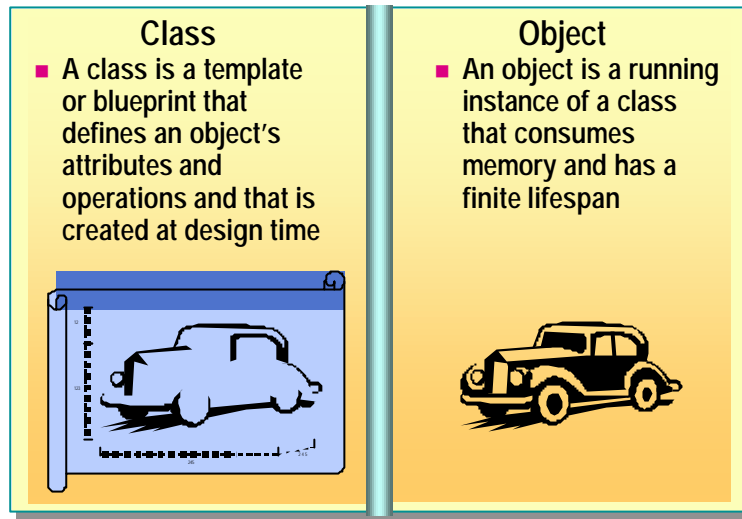 Class
A class is a template
or blueprint that
defines an object's
attributes and
operations and that is
created at design time
Object
An object is a running
instance of a class
that consumes
memory and has a
finite lifespan